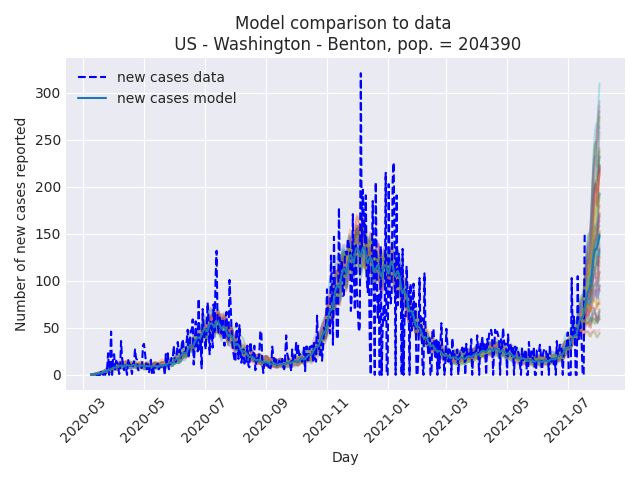 Model comparison to data
US - Washington - Benton, pop. = 204390
new cases data
new cases model
Number of new cases reported
300
250
200
150
100
50
0
2020-03
2020-05
2020-07
2020-09
2020-11
2021-01
2021-03
2021-05
2021-07
Day